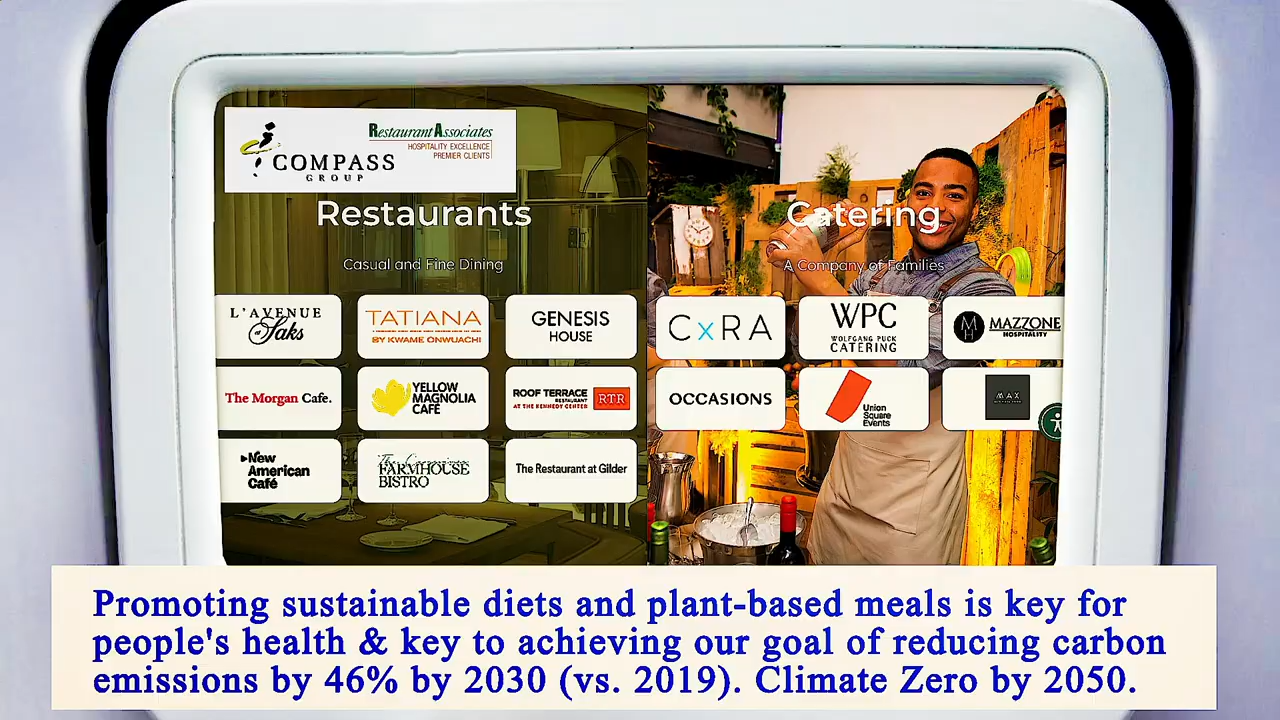 COMPASS
GROUP
Restaurant Associates
HOSPITALITY EXCELLENCE
PREMIER CLIENTS
Restaurants
Casual and Fine Dining
L'AVENUE
Saks
TATIANA
BY KWAME ONWUACHI
GENESIS
HOUSE
The Morgan Cafe.
YELLOW
MAGNOLIA
CAFÉ
ROOF TERRACE
RESTAURANT
AT THE KENNEDY CENTER
RTR
New
American
Café
FARMHOUSE
BISTRO
The Restaurant at Gilder
Catering
A Company of Families
CxRA
WPC
WOLFGANG PUCK
CATERING
MH
MAZZONE
HOSPITALITY
OCCASIONS
Union
Square
Events
MAX
Promoting sustainable diets and plant-based meals is key for
people's health & key to achieving our goal of reducing carbon
emissions by 46% by 2030 (vs. 2019). Climate Zero by 2050.